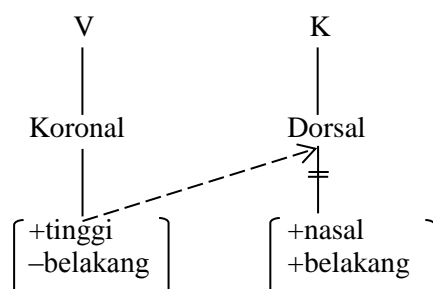 V K
Koronal Dorsal
+tinggi +nasal
–belakang +belakang